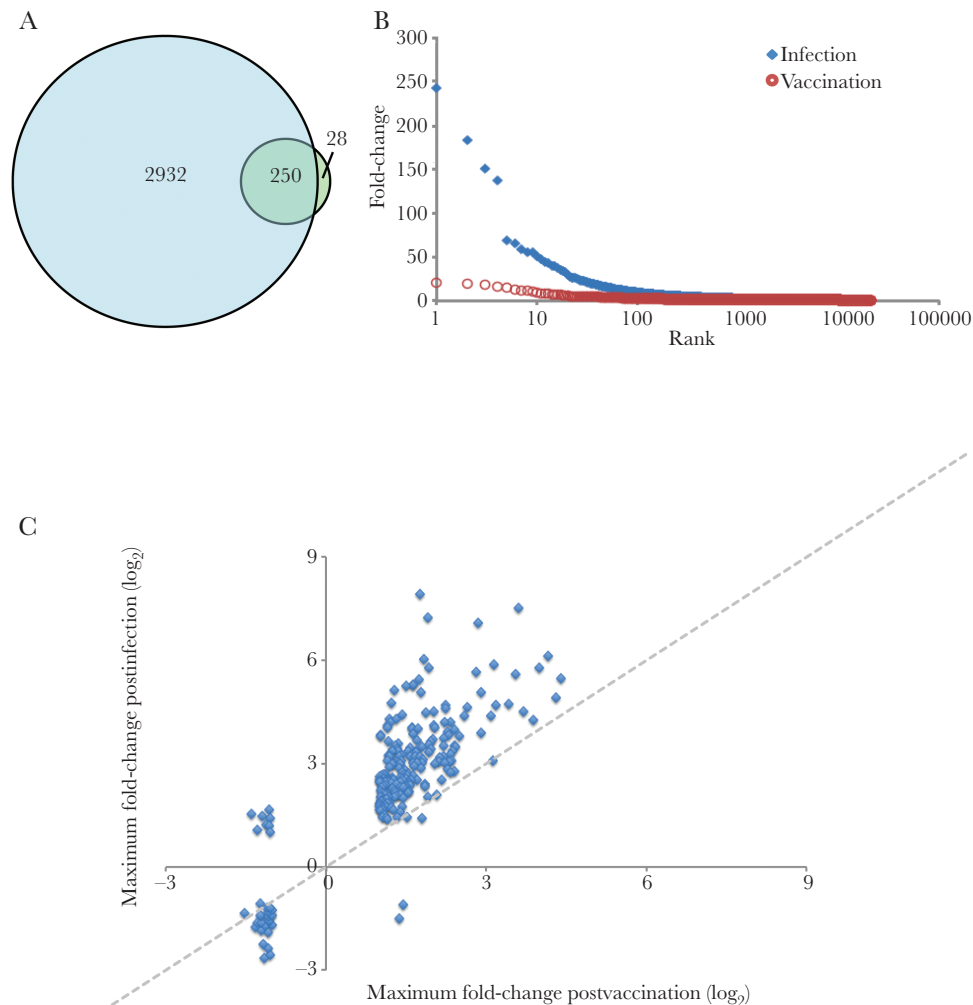 A
2932
250
28
B
300
250
200
150
100
50
0
Fold-change
1
10
100
1000
10000
100000
Rank
Infection
Vaccination
C
Maximum fold-change postinfection (log₂)
9
6
3
0
–3
–3
0
3
6
9
Maximum fold-change postvaccination (log₂)